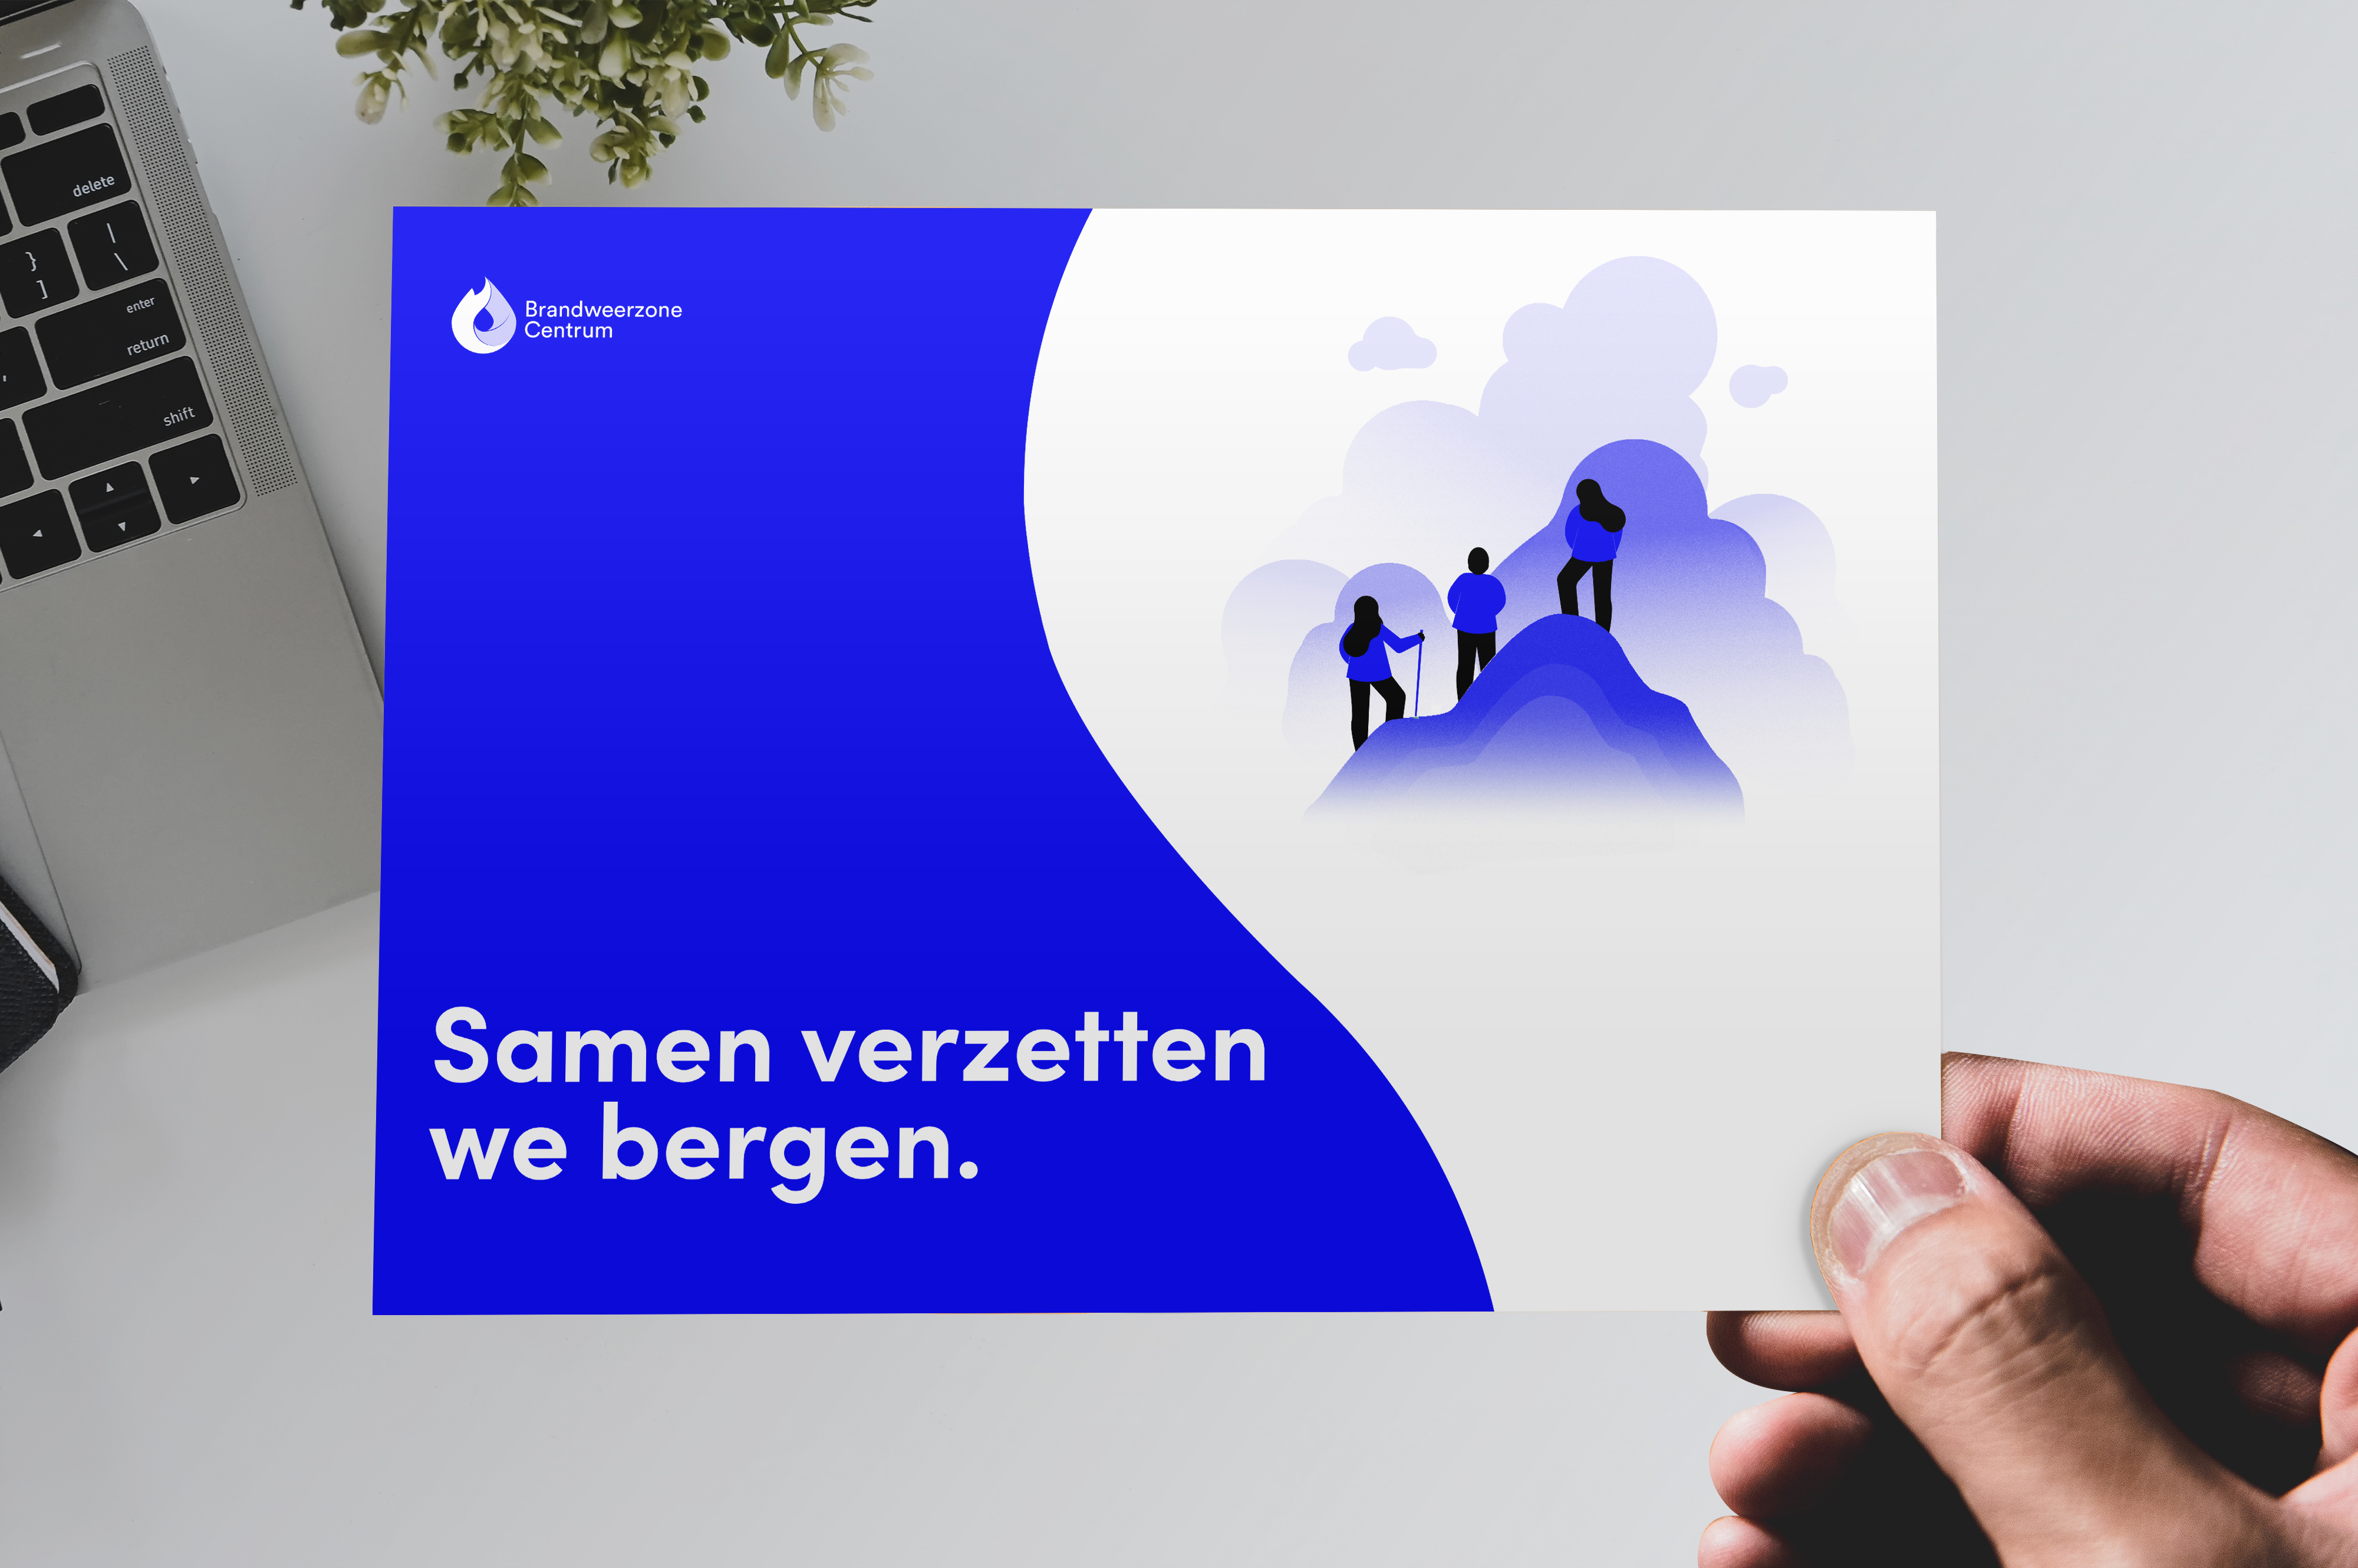 delete
}
]
|
\
enter
return
shift
Brandweerzone
Centrum
Samen verzetten
we bergen.